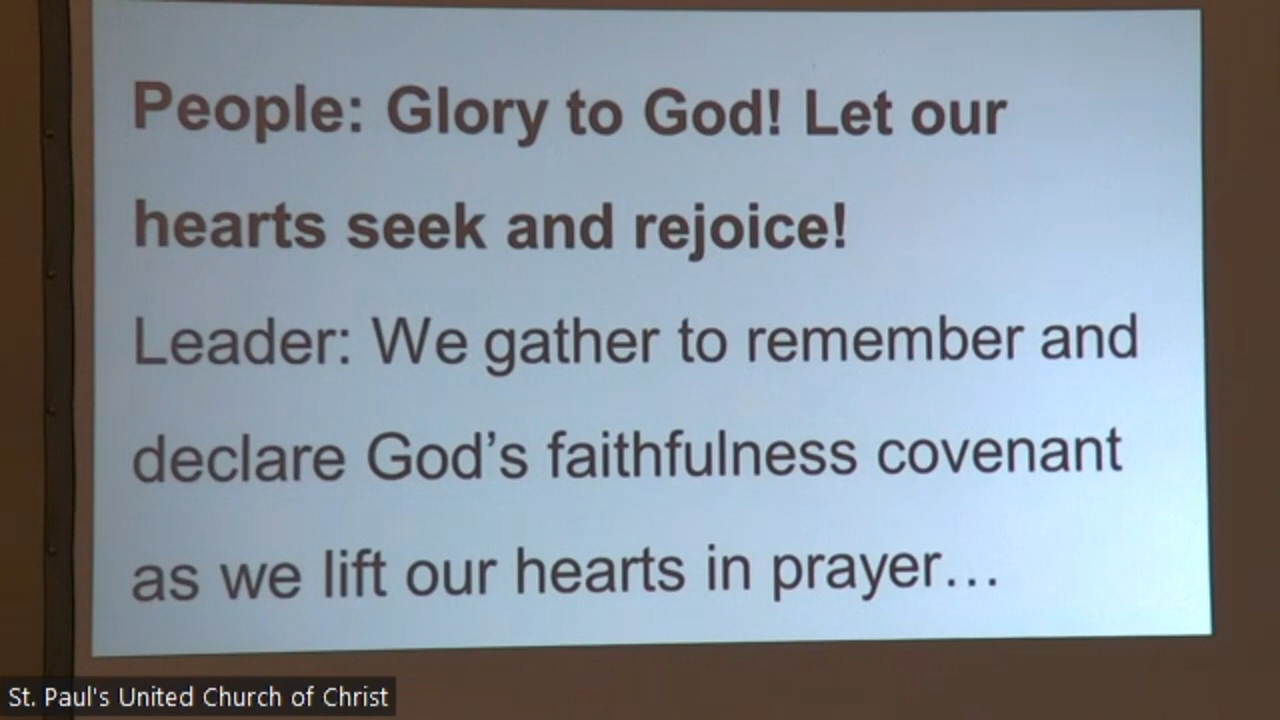 People: Glory to God! Let our
hearts seek and rejoice!
Leader: We gather to remember and
declare God’s faithfulness covenant
as we lift our hearts in prayer…
St. Paul's United Church of Christ